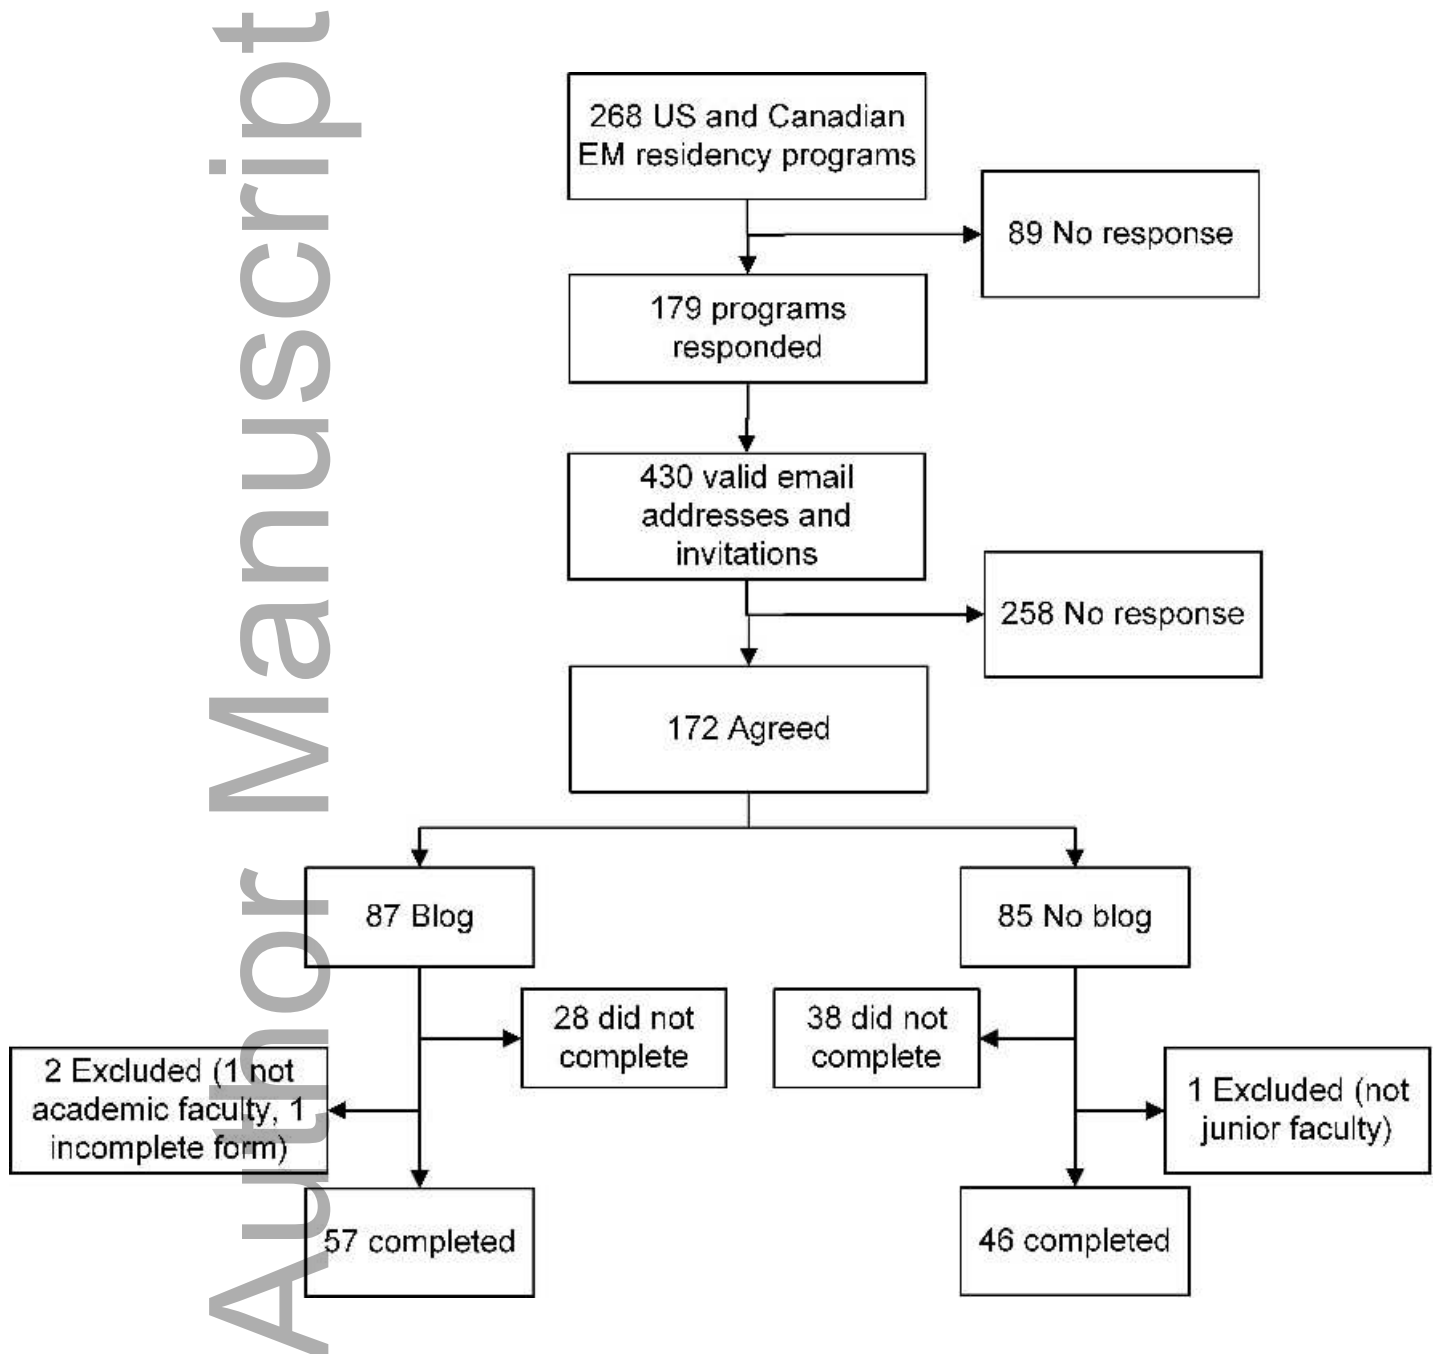 Author Manuscript
268 US and Canadian
EM residency programs
89 No response
179 programs
responded
430 valid email
addresses and
invitations
258 No response
172 Agreed
87 Blog
85 No blog
28 did not
complete
38 did not
complete
2 Excluded (1 not
academic faculty, 1
incomplete form)
1 Excluded (not
junior faculty)
57 completed
46 completed